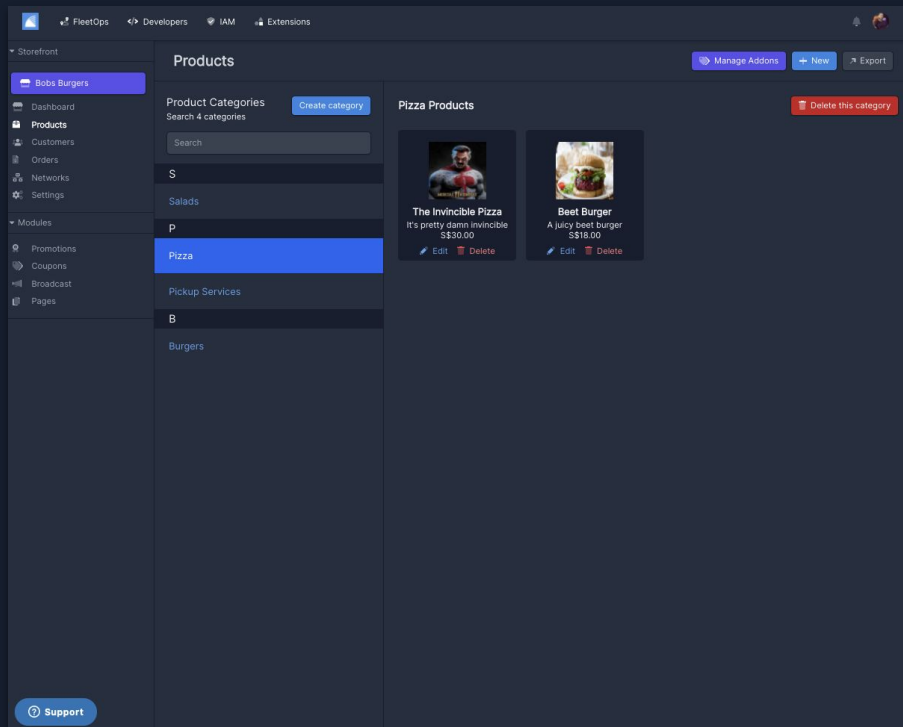 FleetOps
Developers
IAM
Extensions
Storefront
Bobs Burgers
Dashboard
Products
Customers
Orders
Networks
Settings
Modules
Promotions
Coupons
Broadcast
Pages
Support
Products
Manage Addons
+ New
Export
Product Categories
Search 4 categories
Create category
Search
S
Salads
P
Pizza
Pickup Services
B
Burgers
Pizza Products
Delete this category
The Invincible Pizza
It's pretty damn invincible
S$30.00
Edit
Delete
Beet Burger
A juicy beet burger
S$18.00
Edit
Delete